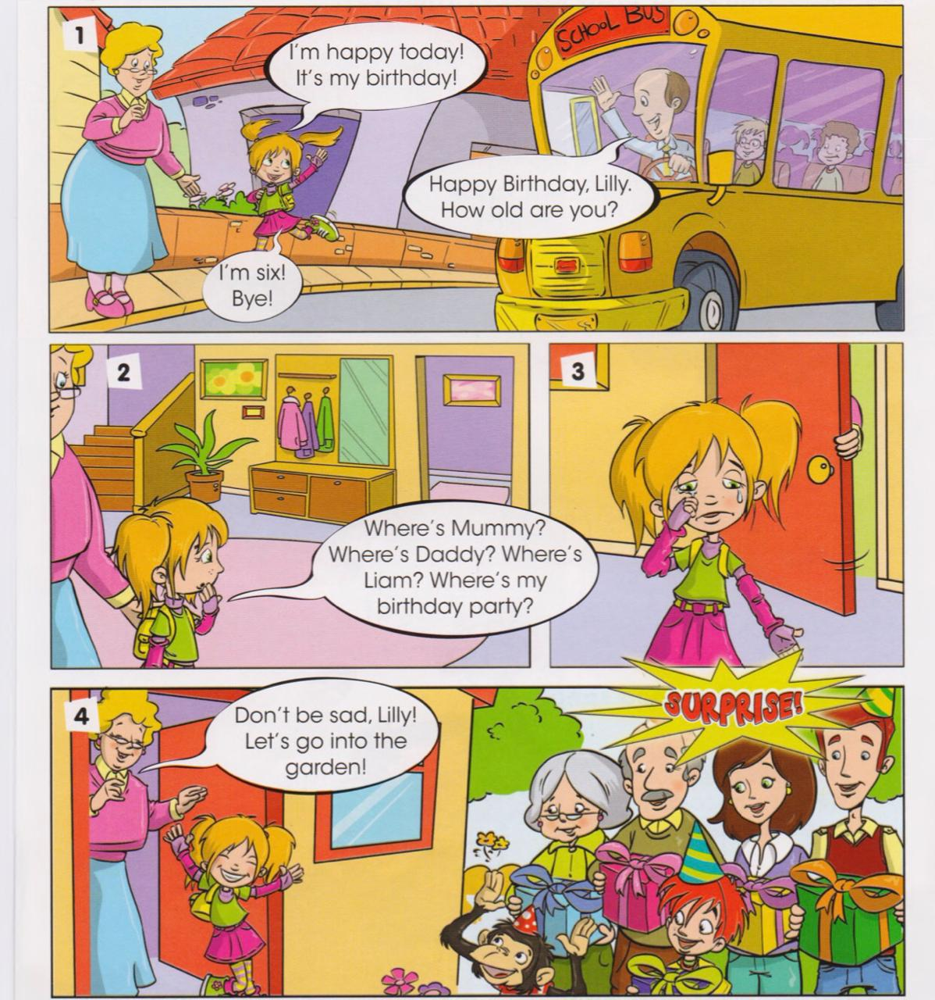 1
SCHOOL BUS
I'm happy today!
It's my birthday!
Happy Birthday, Lilly.
How old are you?
I'm six!
Bye!
2
Where's Mummy?
Where's Daddy? Where's
Liam? Where's my
birthday party?
3
4
Don't be sad, Lilly!
Let's go into the
garden!
SURPRISE!